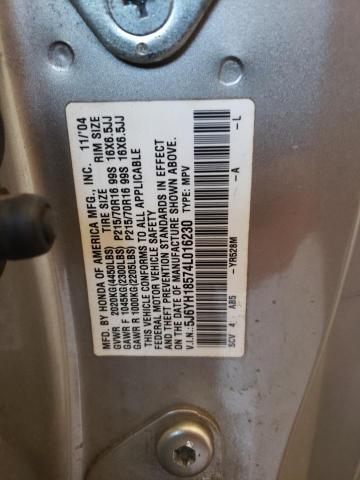 MFD. BY HONDA OF AMERICA MFG., INC. 11/'04
TIRE SIZE RIM SIZE
GVWR 2020KG(4450LBS)
GAWR F 1045KG(2300LBS) P215/70R16 99S 16X6.5JJ
GAWR R 1000KG(2205LBS) P215/70R16 99S 16X6.5JJ
THIS VEHICLE CONFORMS TO ALL APPLICABLE
FEDERAL MOTOR VEHICLE SAFETY AND
THEFT PREVENTION STANDARDS IN EFFECT
ON THE DATE OF MANUFACTURE SHOWN ABOVE.
V.I.N.: 5J6YH18574L016230 TYPE: MPV
YR528M -A -L
SCV 4 AB5